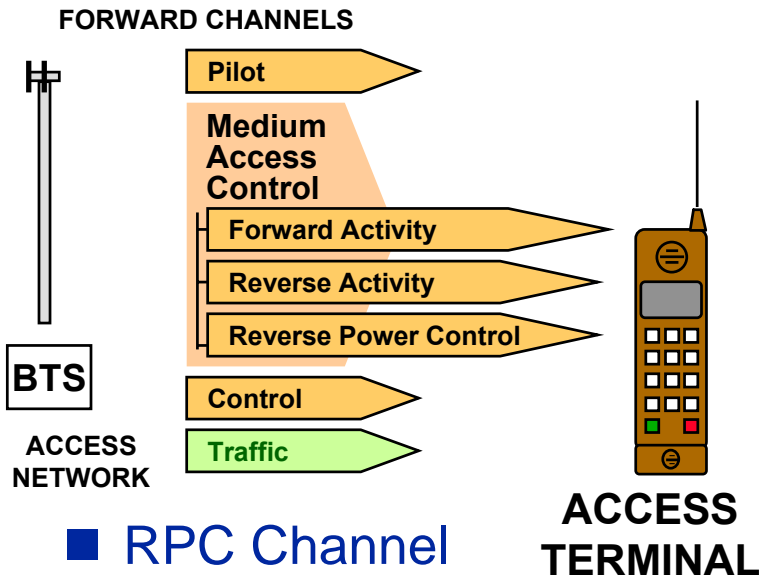 FORWARD CHANNELS
Pilot
Medium
Access
Control
Forward Activity
Reverse Activity
Reverse Power Control
BTS
Control
ACCESS
NETWORK
Traffic
ACCESS
TERMINAL
■ RPC Channel